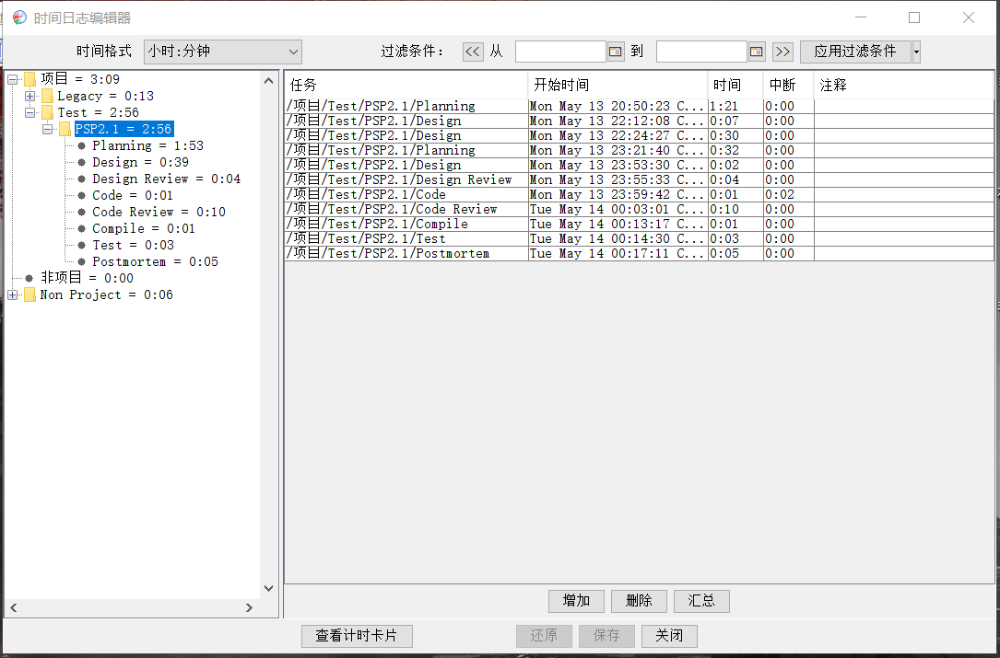 时间日志编辑器
时间格式 小时:分钟 过滤条件： << 从 到 >> 应用过滤条件
项目 = 3:09
Legacy = 0:13
Test = 2:56
PSP2.1 = 2:56
Planning = 1:53
Design = 0:39
Design Review = 0:04
Code = 0:01
Code Review = 0:10
Compile = 0:01
Test = 0:03
Postmortem = 0:05
非项目 = 0:00
Non Project = 0:06
任务 开始时间 时间 中断 注释
/项目/Test/PSP2.1/Planning Mon May 13 20:50:23 C... 1:21 0:00
/项目/Test/PSP2.1/Design Mon May 13 22:12:08 C... 0:07 0:00
/项目/Test/PSP2.1/Design Mon May 13 22:24:27 C... 0:30 0:00
/项目/Test/PSP2.1/Planning Mon May 13 23:21:40 C... 0:32 0:00
/项目/Test/PSP2.1/Design Mon May 13 23:53:30 C... 0:02 0:00
/项目/Test/PSP2.1/Design Review Mon May 13 23:55:33 C... 0:04 0:00
/项目/Test/PSP2.1/Code Mon May 13 23:59:42 C... 0:01 0:02
/项目/Test/PSP2.1/Code Review Tue May 14 00:03:01 C... 0:10 0:00
/项目/Test/PSP2.1/Compile Tue May 14 00:13:17 C... 0:01 0:00
/项目/Test/PSP2.1/Test Tue May 14 00:14:30 C... 0:03 0:00
/项目/Test/PSP2.1/Postmortem Tue May 14 00:17:11 C... 0:05 0:00
增加 删除 汇总
查看计时卡片 还原 保存 关闭